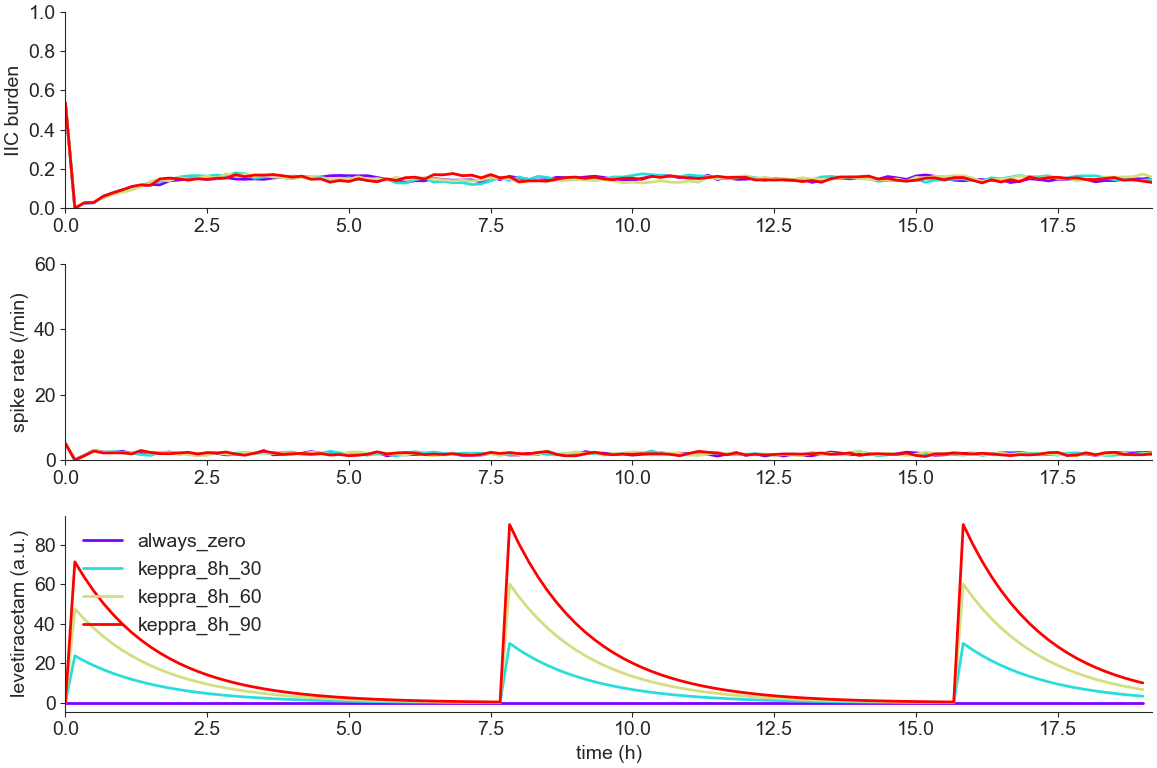 1.0
0.8
0.6
0.4
0.2
0.0
IIC burden
0.0 2.5 5.0 7.5 10.0 12.5 15.0 17.5
60
40
20
0
spike rate (/min)
0.0 2.5 5.0 7.5 10.0 12.5 15.0 17.5
80
60
40
20
0
levetiracetam (a.u.)
always_zero
keppra_8h_30
keppra_8h_60
keppra_8h_90
0.0 2.5 5.0 7.5 10.0 12.5 15.0 17.5
time (h)